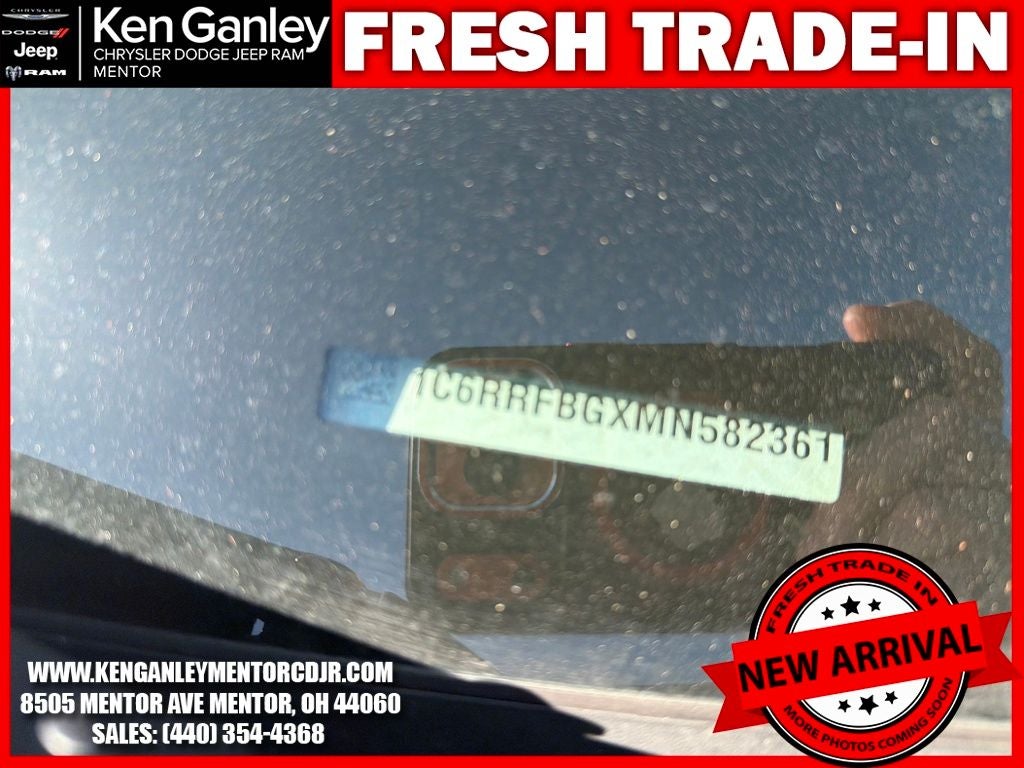 CHRYSLER
DODGE
Jeep
RAM
Ken Ganley
CHRYSLER DODGE JEEP RAM
MENTOR
FRESH TRADE-IN
1C6RRFBGXMN582361
FRESH TRADE IN
NEW ARRIVAL
MORE PHOTOS COMING SOON
WWW.KENGANLEYMENTORCDJR.COM
8505 MENTOR AVE MENTOR, OH 44060
SALES: (440) 354-4368